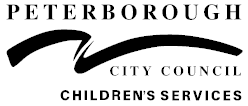 PETERBOROUGH
CITY COUNCIL
CHILDREN'S SERVICES